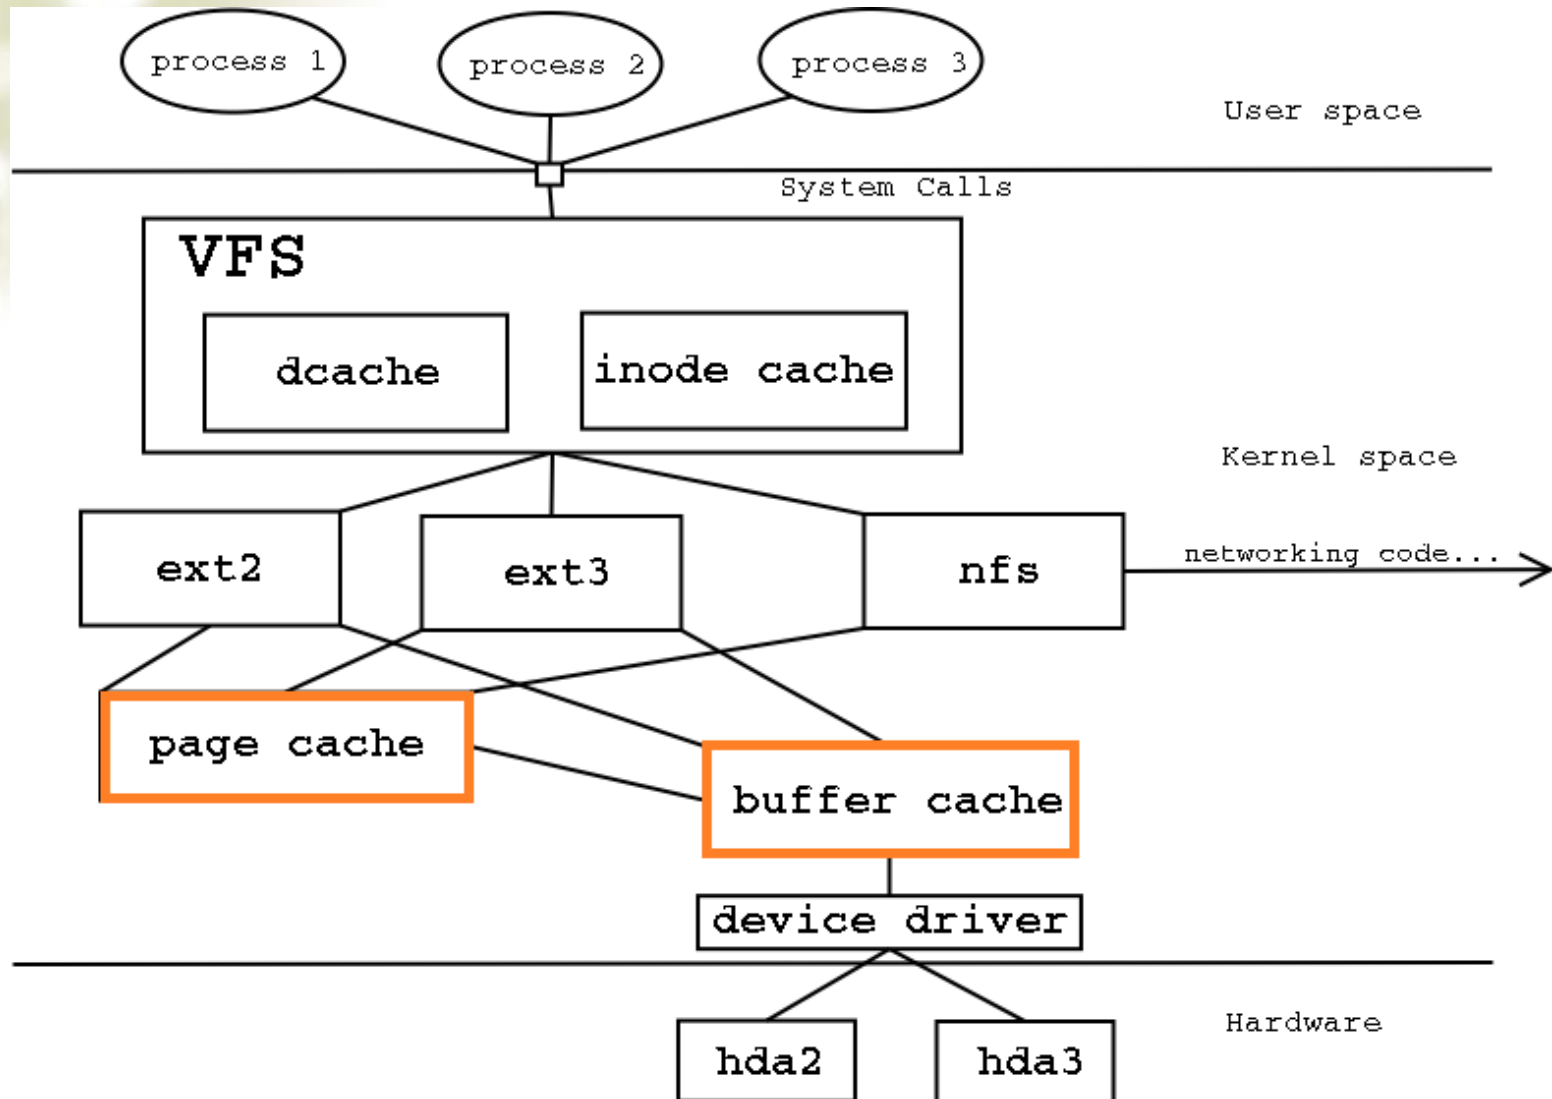 process 1
process 2
process 3
User space
System Calls
VFS
dcache
inode cache
Kernel space
ext2
ext3
nfs
networking code...
page cache
buffer cache
device driver
Hardware
hda2
hda3